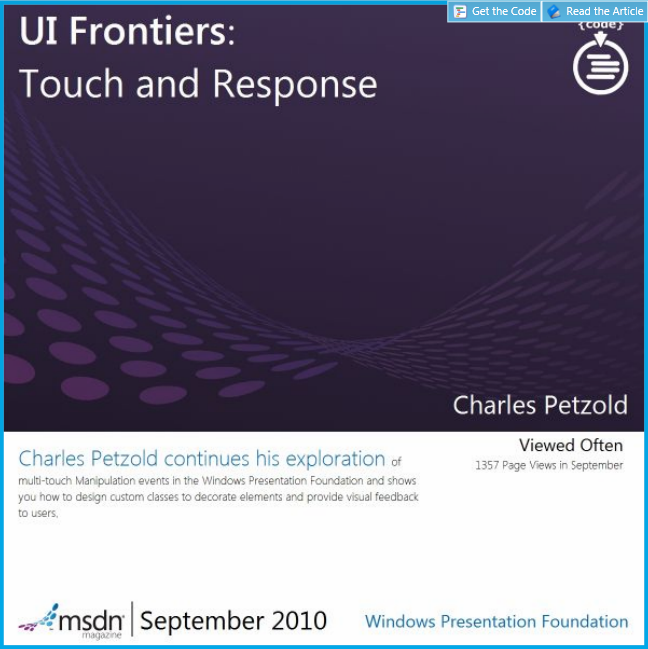 Get the Code
Read the Article
UI Frontiers:
{code}
Touch and Response
Charles Petzold
Charles Petzold continues his exploration of
multi-touch Manipulation events in the Windows Presentation Foundation and shows
you how to design custom classes to decorate elements and provide visual feedback
to users.
Viewed Often
1357 Page Views in September
msdn
magazine
September 2010
Windows Presentation Foundation